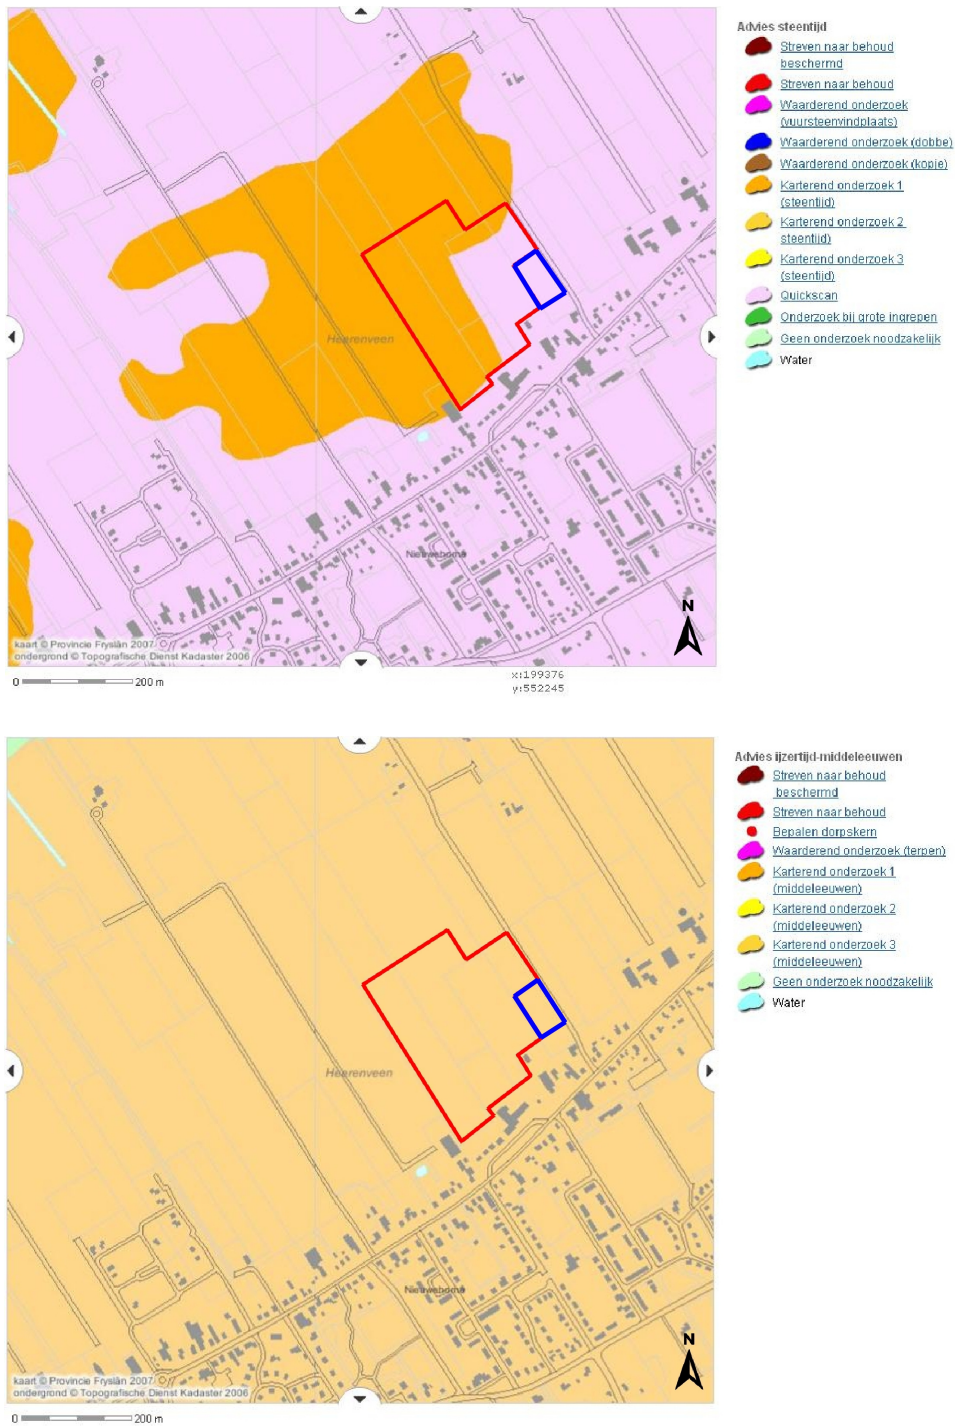 Advies steentijd
Streven naar behoud
beschermd
Streven naar behoud
Waarderend onderzoek
(vuursteenvindplaats)
Waarderend onderzoek (dobbe)
Waarderend onderzoek (kopje)
Karterend onderzoek 1
(steentijd)
Karterend onderzoek 2
steentijd)
Karterend onderzoek 3
(steentijd)
Quickscan
Onderzoek bij grote ingrepen
Geen onderzoek noodzakelijk
Water
Heerenveen
Nieuwehorne
N
kaart © Provincie Fryslân 2007
ondergrond © Topografische Dienst Kadaster 2006
0 200 m
x:199376
y:552245
Advies ijzertijd-middeleeuwen
Streven naar behoud
beschermd
Streven naar behoud
Bepalen dorpskern
Waarderend onderzoek (terpen)
Karterend onderzoek 1
(middeleeuwen)
Karterend onderzoek 2
(middeleeuwen)
Karterend onderzoek 3
(middeleeuwen)
Geen onderzoek noodzakelijk
Water
Heerenveen
Nieuwehorne
N
kaart © Provincie Fryslân 2007
ondergrond © Topografische Dienst Kadaster 2006
0 200 m